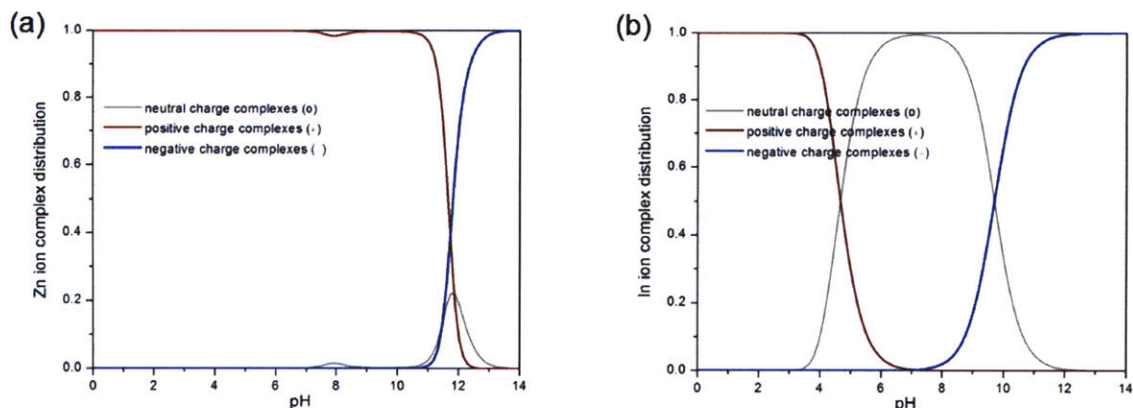 (a)
Zn ion complex distribution
1.0
0.8
0.6
0.4
0.2
0.0
neutral charge complexes (o)
positive charge complexes (+)
negative charge complexes ( )
0 2 4 6 8 10 12 14
pH
(b)
In ion complex distribution
1.0
0.8
0.6
0.4
0.2
0.0
neutral charge complexes (o)
positive charge complexes (+)
negative charge complexes (-)
0 2 4 6 8 10 12 14
pH